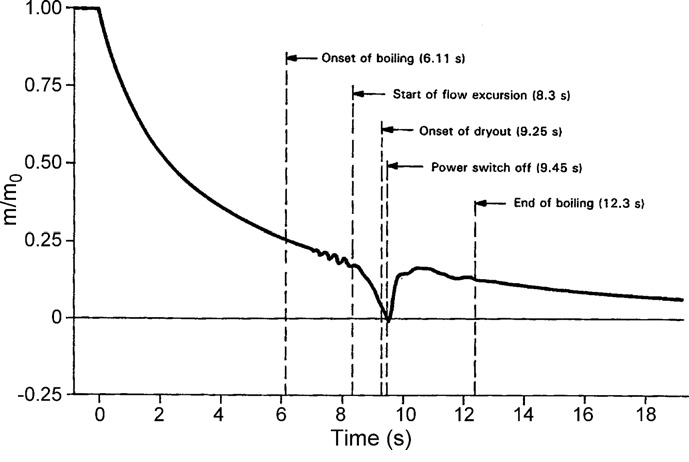 1.00
0.75
0.50
0.25
0
-0.25
m/m0
Onset of boiling (6.11 s)
Start of flow excursion (8.3 s)
Onset of dryout (9.25 s)
Power switch off (9.45 s)
End of boiling (12.3 s)
0 2 4 6 8 10 12 14 16 18
Time (s)